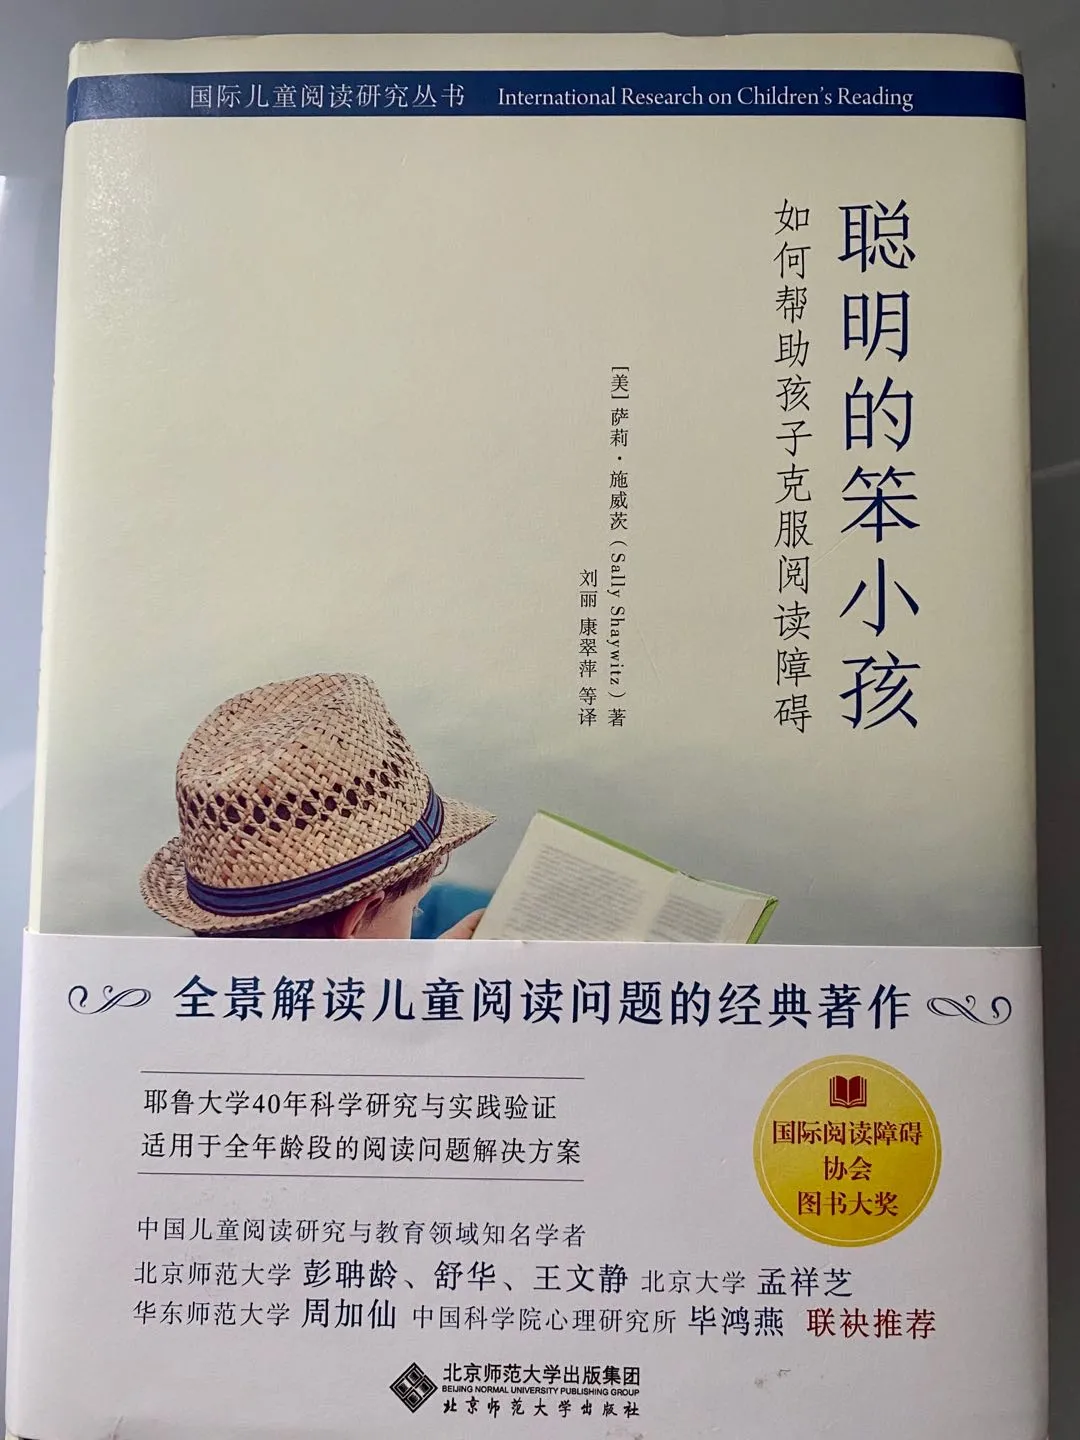 国际儿童阅读研究丛书 International Research on Children's Reading
聪明的笨小孩
如何帮助孩子克服阅读障碍
[美] 萨莉·施威茨（Sally Shaywitz）著
刘丽 康翠萍 等译
全景解读儿童阅读问题的经典著作
耶鲁大学40年科学研究与实践验证
适用于全年龄段的阅读问题解决方案
国际阅读障碍
协会
图书大奖
中国儿童阅读研究与教育领域知名学者
北京师范大学 彭聃龄、舒华、王文静 北京大学 孟祥芝
华东师范大学 周加仙 中国科学院心理研究所 毕鸿燕 联袂推荐
北京师范大学出版集团
BEIJING NORMAL UNIVERSITY PUBLISHING GROUP
北京师范大学出版社